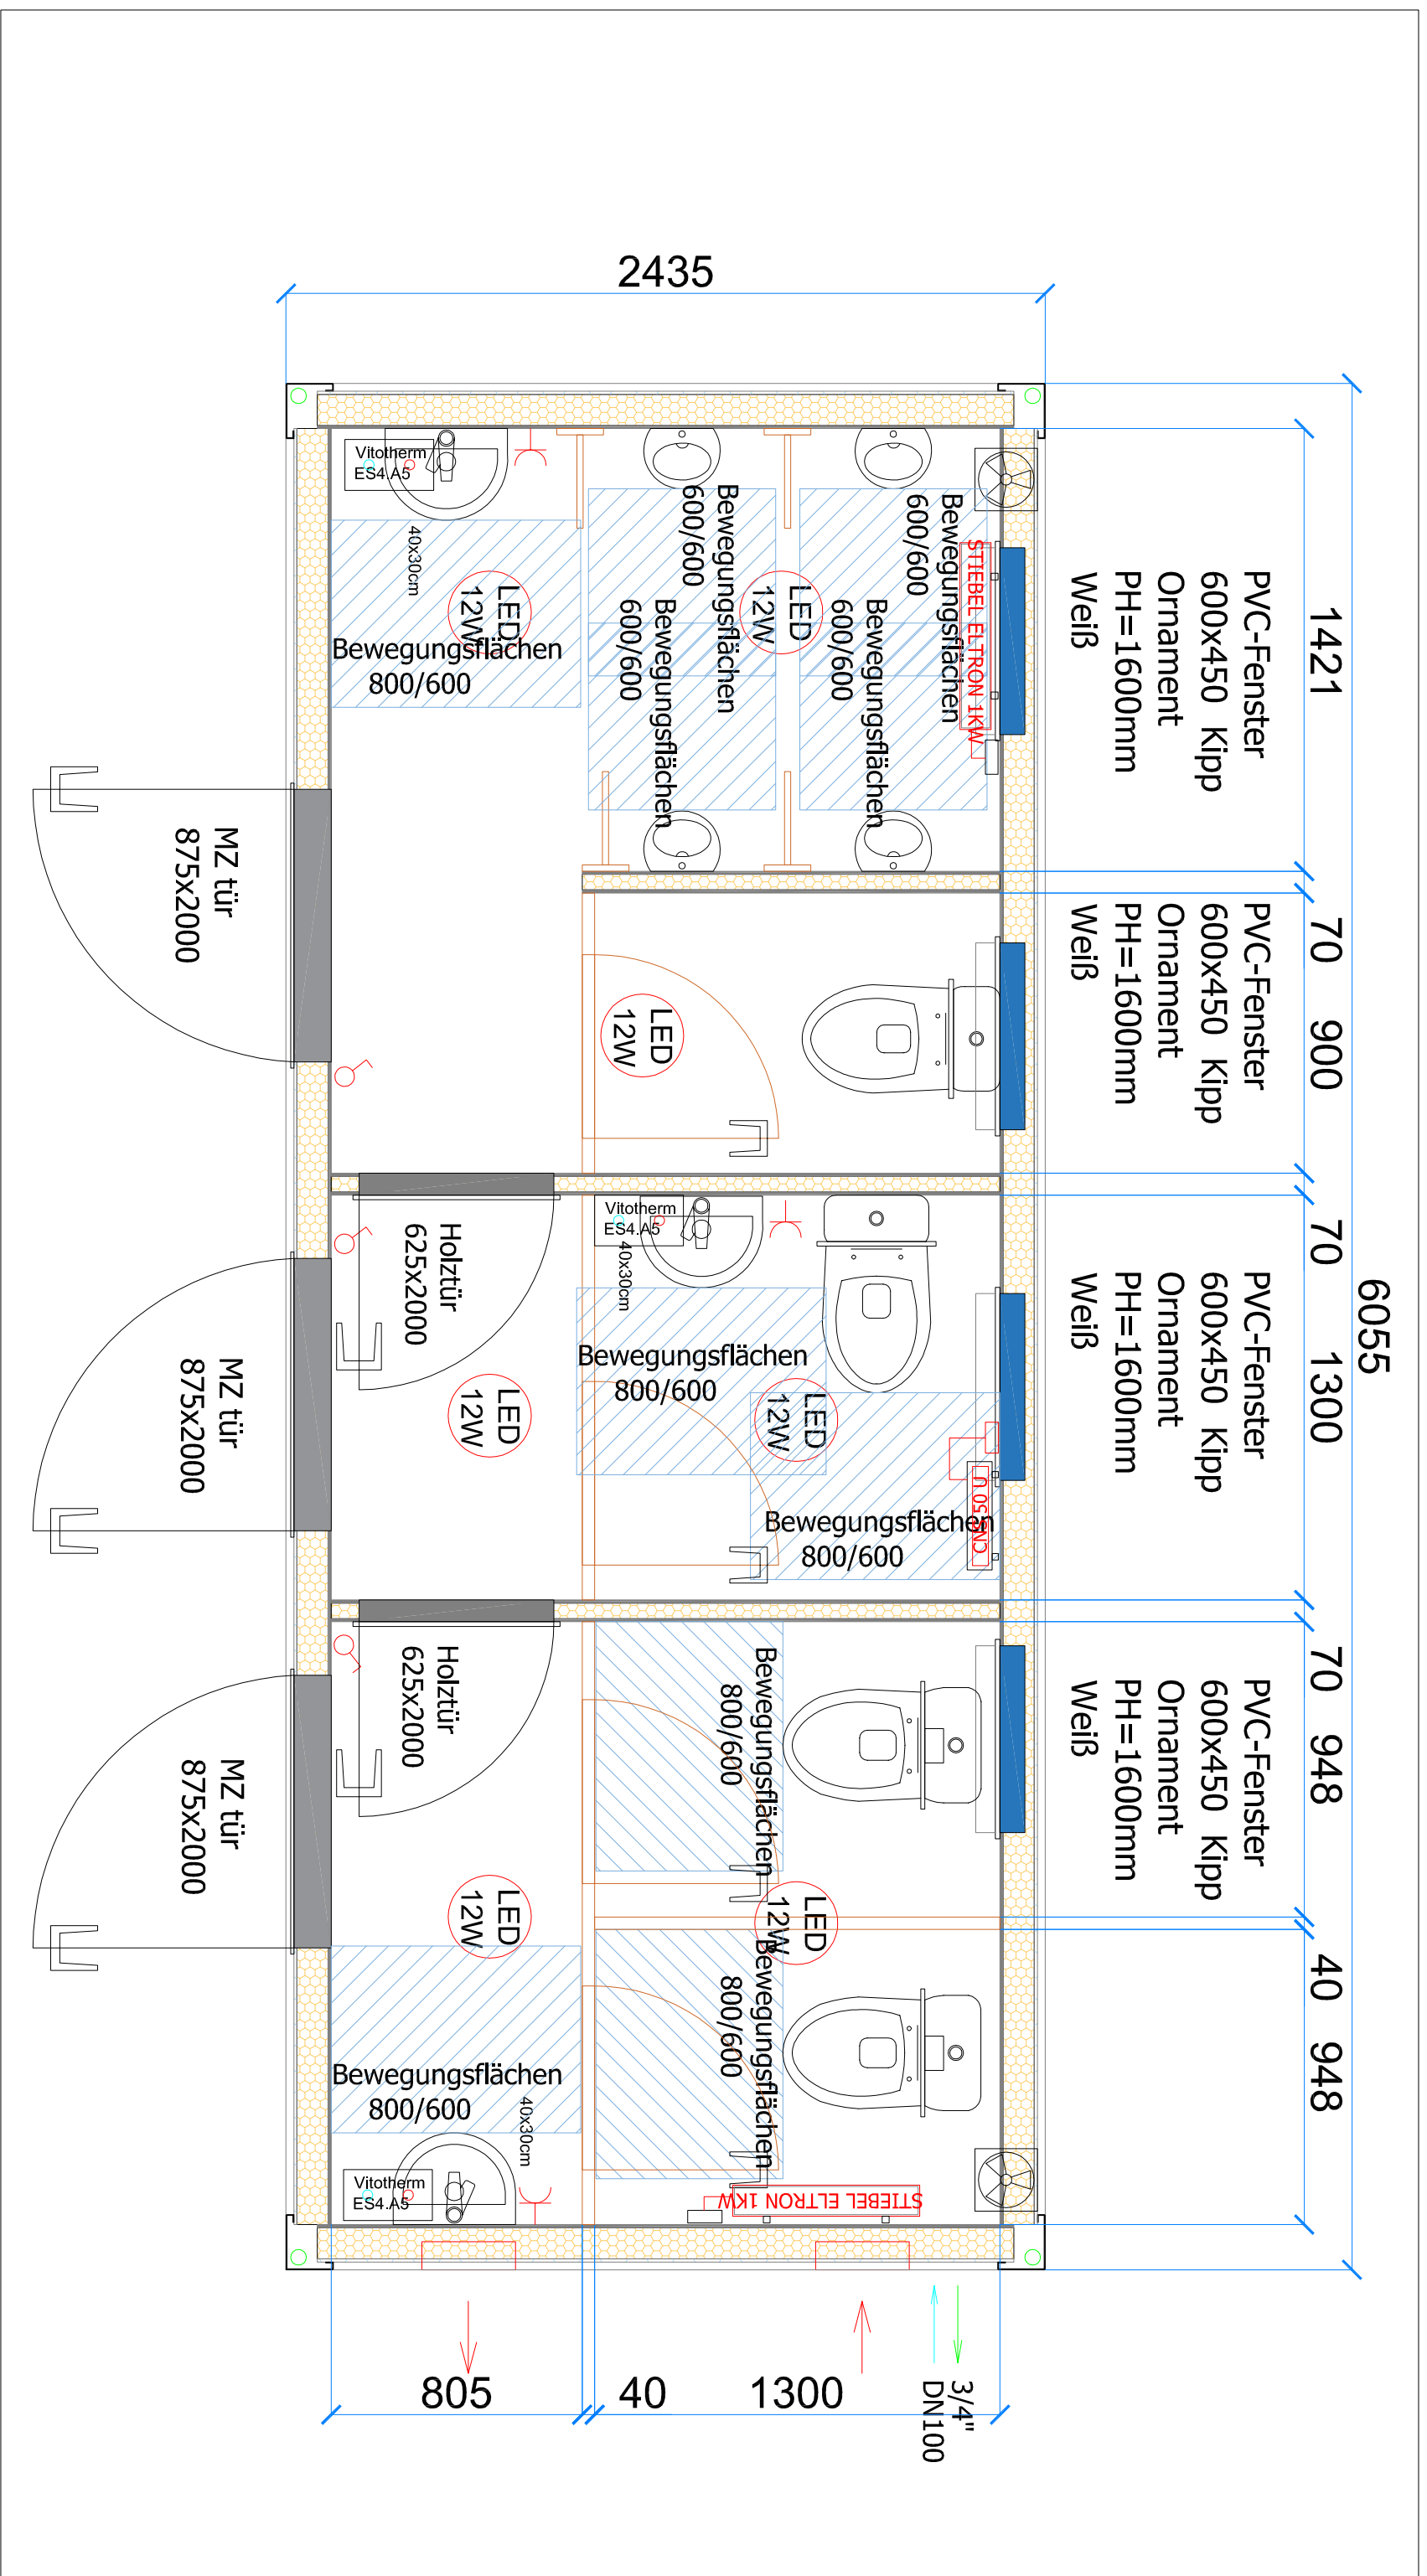 6055
1421
70
900
70
1300
70
948
40
948
2435
PVC-Fenster
600x450 Kipp
Ornament
PH=1600mm
Weiß
PVC-Fenster
600x450 Kipp
Ornament
PH=1600mm
Weiß
PVC-Fenster
600x450 Kipp
Ornament
PH=1600mm
Weiß
PVC-Fenster
600x450 Kipp
Ornament
PH=1600mm
Weiß
STIEBEL ELTRON 1KW
Bewegungsflächen
600/600
Bewegungsflächen
600/600
Bewegungsflächen
600/600
Bewegungsflächen
600/600
LED
12W
LED
12W
Vitotherm
ES4.A5
40x30cm
Bewegungsflächen
800/600
LED
12W
MZ tür
875x2000
Vitotherm
ES4.A5
40x30cm
Bewegungsflächen
800/600
LED
12W
CNS 50 U
Bewegungsflächen
800/600
Holztür
625x2000
LED
12W
MZ tür
875x2000
Bewegungsflächen
800/600
LED
12W
Bewegungsflächen
800/600
STIEBEL ELTRON 1KW
Holztür
625x2000
LED
12W
Bewegungsflächen
800/600
40x30cm
Vitotherm
ES4.A5
MZ tür
875x2000
805
40
1300
3/4"
DN100